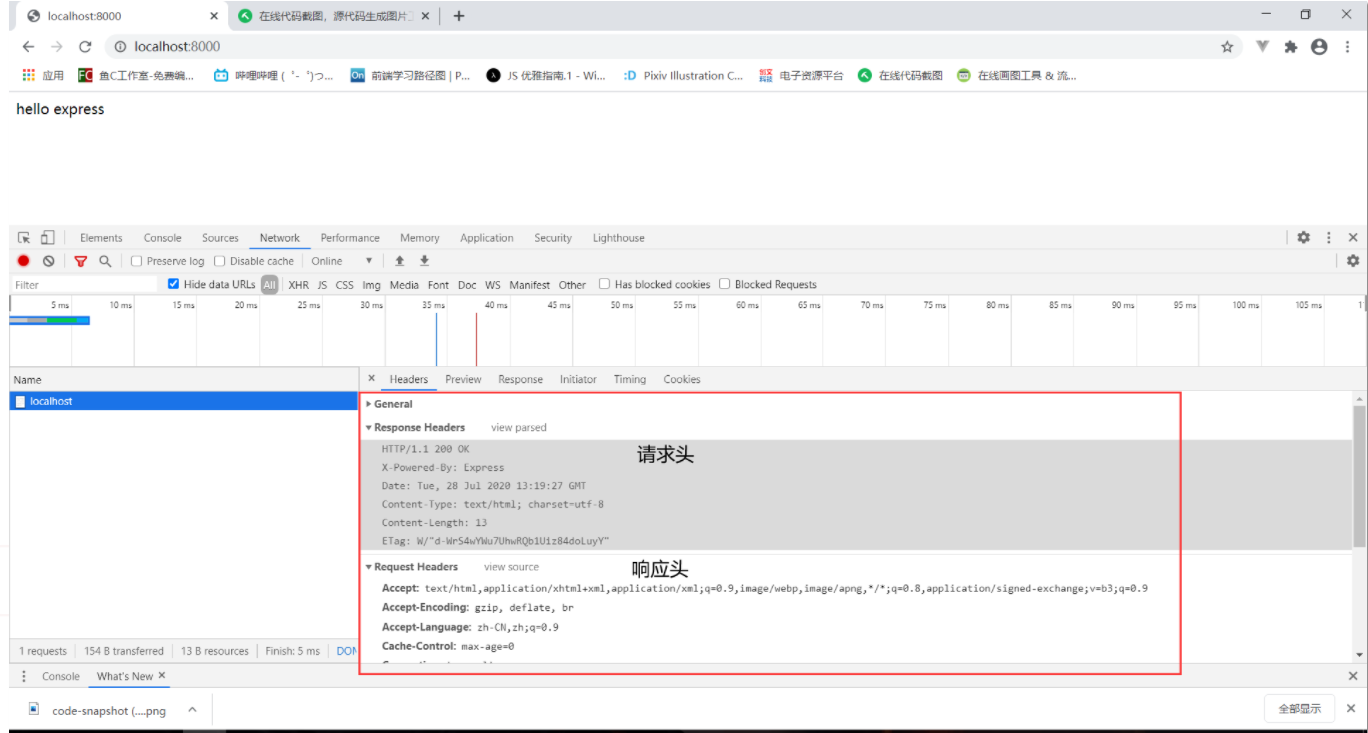 localhost:8000
在线代码截图，源代码生成图片
localhost:8000
应用 鱼C工作室-免费编... 哔哩哔哩 ( ゜- ゜)つ... 前端学习路径图 | P... JS 优雅指南.1 - Wi... Pixiv Illustration C... 电子资源平台 在线代码截图 在线画图工具 & 流...
hello express
Elements Console Sources Network Performance Memory Application Security Lighthouse
Preserve log Disable cache Online
Filter Hide data URLs All XHR JS CSS Img Media Font Doc WS Manifest Other Has blocked cookies Blocked Requests
5 ms 10 ms 15 ms 20 ms 25 ms 30 ms 35 ms 40 ms 45 ms 50 ms 55 ms 60 ms 65 ms 70 ms 75 ms 80 ms 85 ms 90 ms 95 ms 100 ms 105 ms
Name
localhost
Headers Preview Response Initiator Timing Cookies
General
Response Headers view parsed
HTTP/1.1 200 OK
请求头
X-Powered-By: Express
Date: Tue, 28 Jul 2020 13:19:27 GMT
Content-Type: text/html; charset=utf-8
Content-Length: 13
ETag: W/"d-WrS4wYWu7UhwRQb1Uiz84doLuyY"
Request Headers view source
响应头
Accept: text/html,application/xhtml+xml,application/xml;q=0.9,image/webp,image/apng,*/*;q=0.8,application/signed-exchange;v=b3;q=0.9
Accept-Encoding: gzip, deflate, br
Accept-Language: zh-CN,zh;q=0.9
Cache-Control: max-age=0
1 requests 154 B transferred 13 B resources Finish: 5 ms DOM
Console What's New
code-snapshot (....png
全部显示